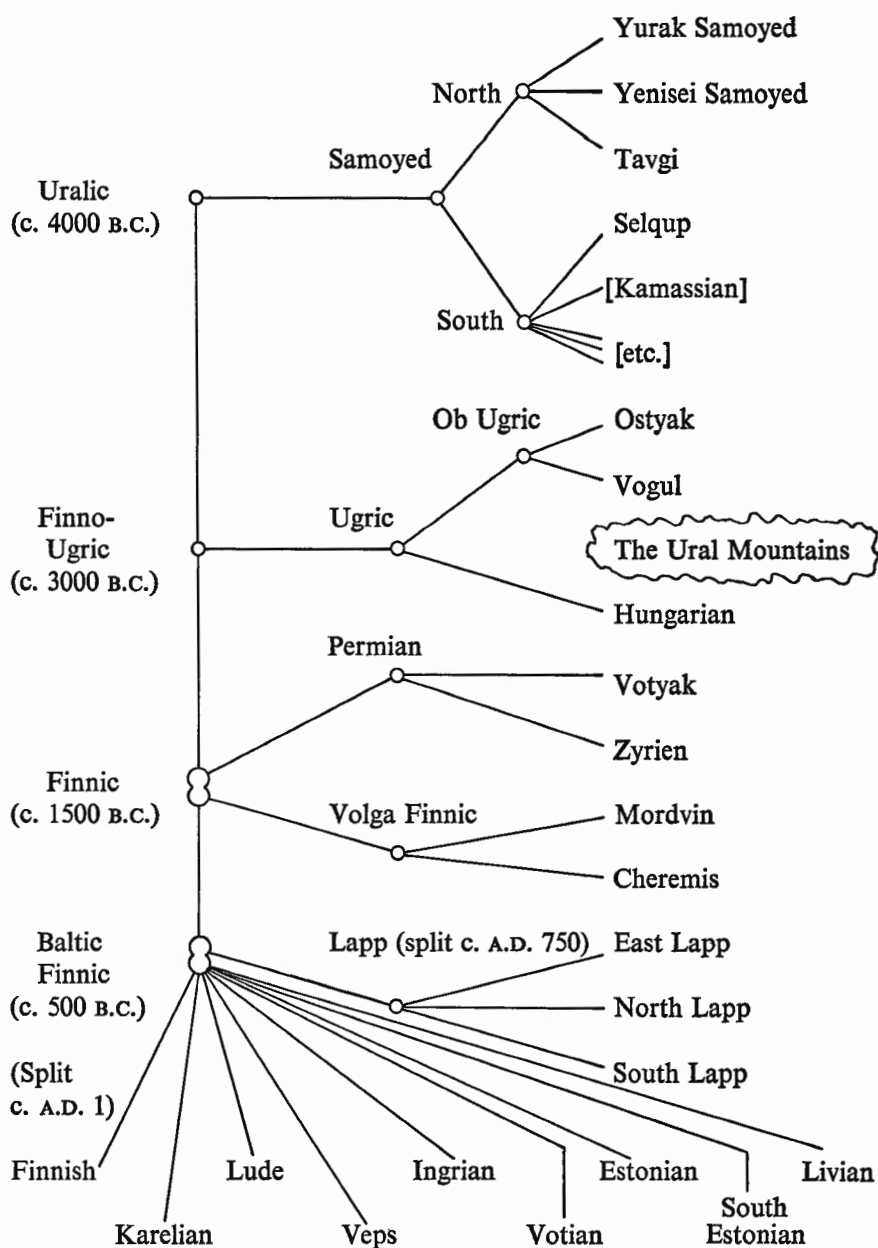 Yurak Samoyed
North
Yenisei Samoyed
Samoyed
Tavgi
Uralic
(c. 4000 B.C.)
Selqup
[Kamassian]
South
[etc.]
Ob Ugric
Ostyak
Vogul
Finno-
Ugric
(c. 3000 B.C.)
Ugric
The Ural Mountains
Hungarian
Permian
Votyak
Zyrien
Finnic
(c. 1500 B.C.)
Volga Finnic
Mordvin
Cheremis
Baltic
Finnic
(c. 500 B.C.)
Lapp (split c. A.D. 750)
East Lapp
North Lapp
South Lapp
(Split
c. A.D. 1)
Finnish
Lude
Ingrian
Estonian
Livian
Karelian
Veps
Votian
South
Estonian